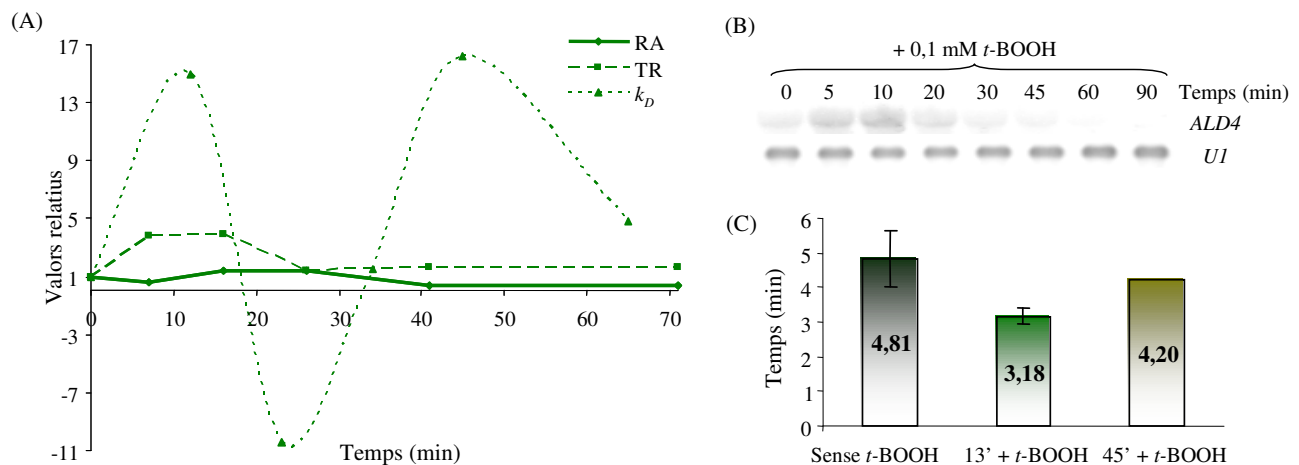 (A)
17
13
9
5
1
-3
-7
-11
Valors relatius
0 10 20 30 40 50 60 70
Temps (min)
RA
TR
k_D
(B)
+ 0,1 mM t-BOOH
0 5 10 20 30 45 60 90 Temps (min)
ALD4
U1
(C)
6
5
4
3
2
1
0
Temps (min)
4,81 3,18 4,20
Sense t-BOOH 13’ + t-BOOH 45’ + t-BOOH